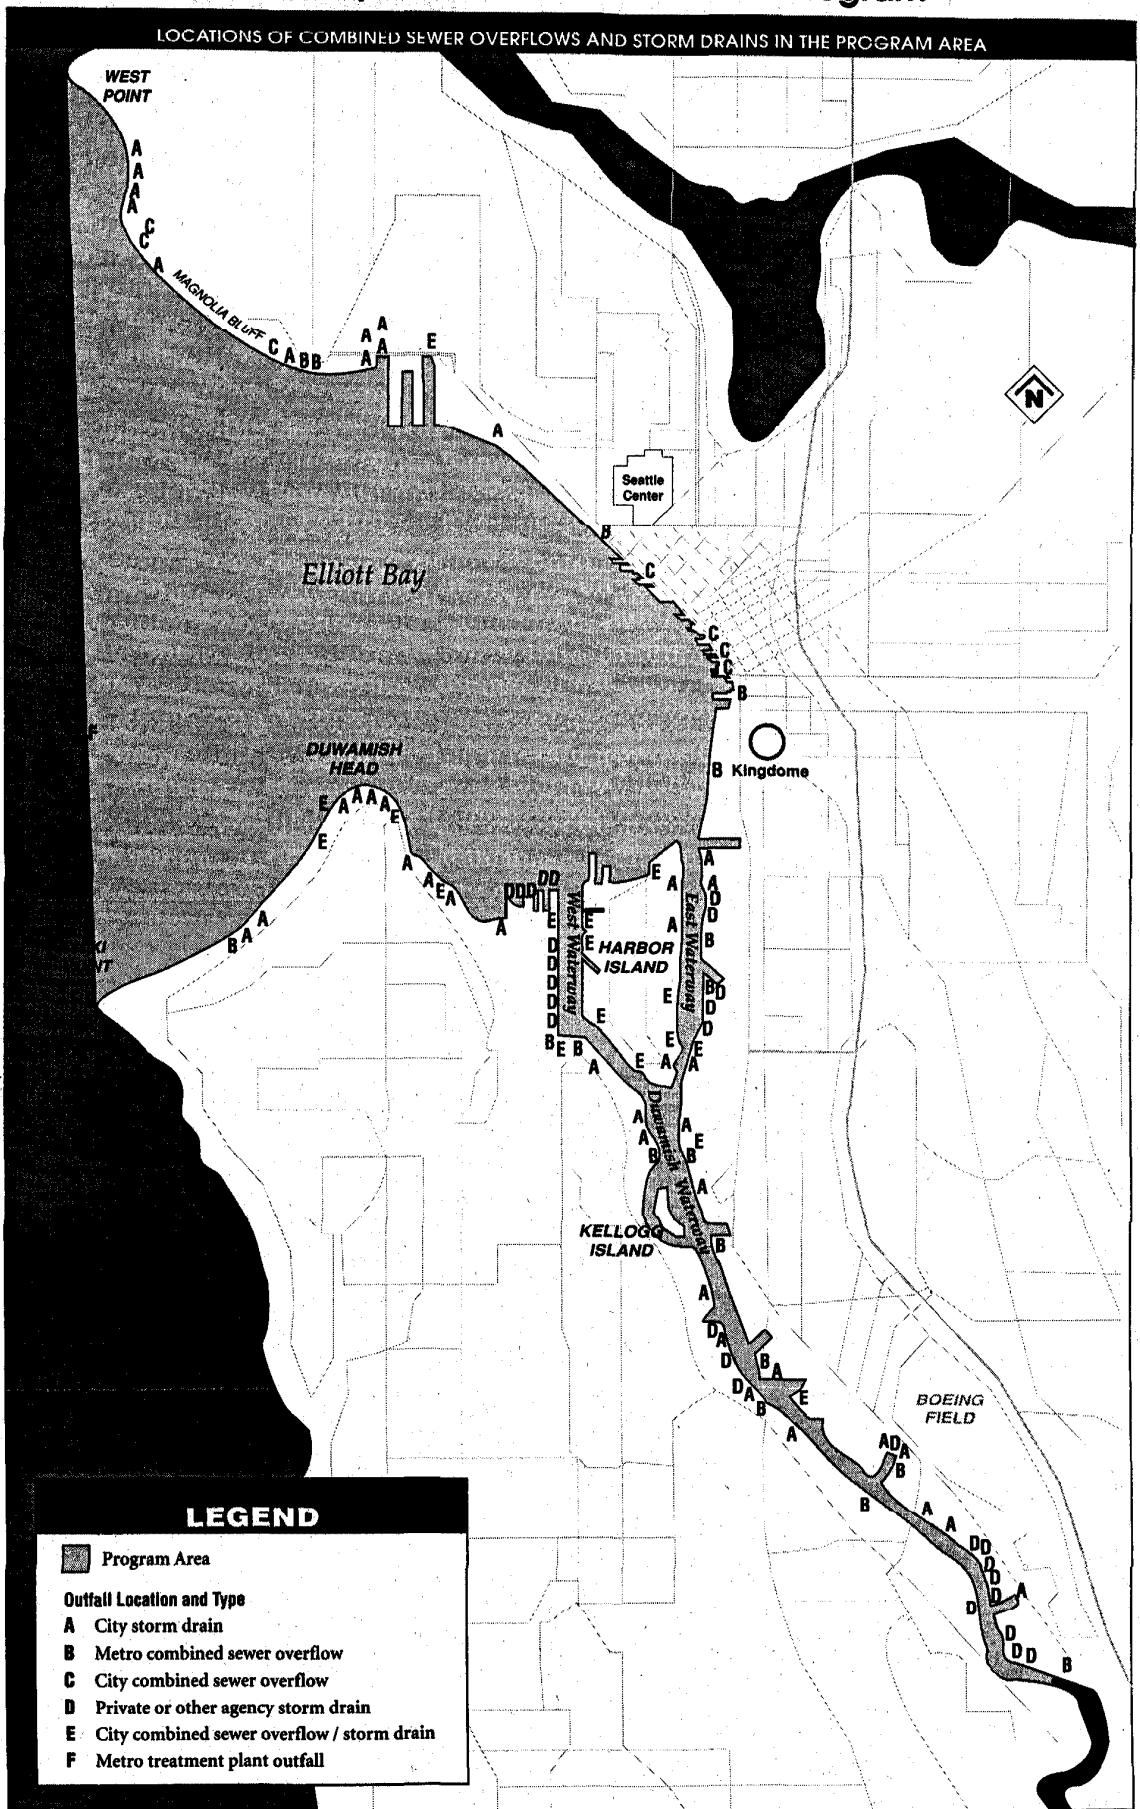 LOCATIONS OF COMBINED SEWER OVERFLOWS AND STORM DRAINS IN THE PROGRAM AREA
WEST
POINT
A
A
A
A
C
C
A
MAGNOLIA BLUFF
C A B B
A
A
A
A
E
A
N
Seattle
Center
B
C
Elliott Bay
C
C
C
B
F
DUWAMISH
HEAD
B
Kingdome
E A A A A E
E
A
A E A
A
B A A
D D D D D
E
D
D
D
D
D
B E B
A
West Waterway
E
E
HARBOR
ISLAND
E
E
E
A
A
E
E
A
East Waterway
A
A
D
D
B
B D
D
D
E
A
Duwamish Waterway
A
A
B
A
E
B
A
KELLOGG
ISLAND
B
A
D A
D
B A
E
D A B
A
BOEING
FIELD
A D A
B
B
A
A
D D
D
D
D
A
D
D
D D
B
LEGEND
Program Area
Outfall Location and Type
A City storm drain
B Metro combined sewer overflow
C City combined sewer overflow
D Private or other agency storm drain
E City combined sewer overflow / storm drain
F Metro treatment plant outfall